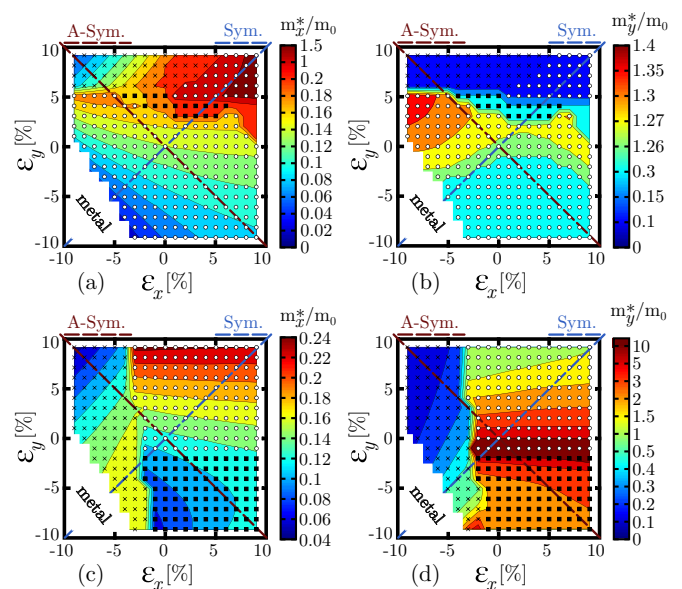 A-Sym. Sym. m*x/m0
A-Sym. Sym. m*y/m0
10 5 0 -5 -10
εy[%]
metal
-10 -5 0 5 10
(a) εx[%]
1.5 1 1.2 0.2 0.18 0.16 0.14 0.12 0.1 0.08 0.06 0.04 0.02 0
10 5 0 -5 -10
εy[%]
metal
-10 -5 0 5 10
(b) εx[%]
1.4 1.35 1.33 1.3 1.28 1.26 1.2 1.15 0.1 0
A-Sym. Sym. m*x/m0
A-Sym. Sym. m*y/m0
10 5 0 -5 -10
εy[%]
metal
-10 -5 0 5 10
(c) εx[%]
0.24 0.22 0.2 0.18 0.16 0.14 0.12 0.1 0.08 0.06 0.04
10 5 0 -5 -10
εy[%]
metal
-10 -5 0 5 10
(d) εx[%]
10 5 3 2 1.5 1 0.5 0.4 0.3 0.2 0